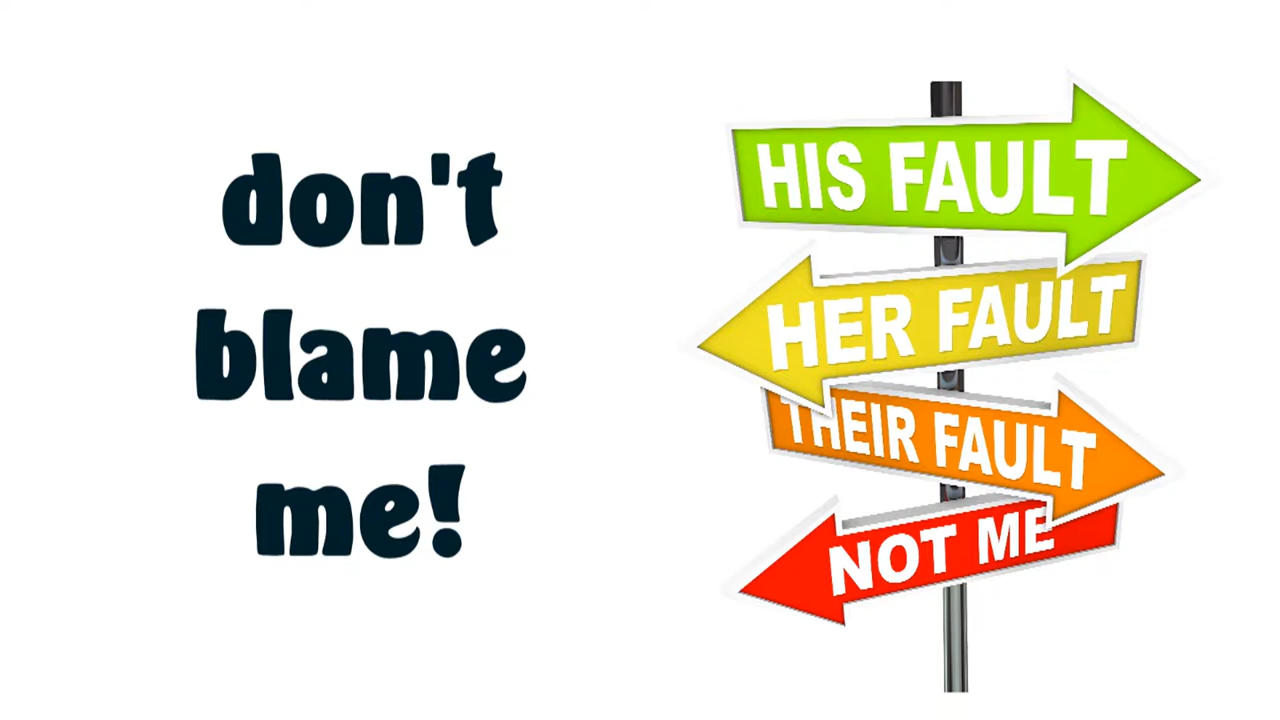 don't
blame
me!
HIS FAULT
HER FAULT
THEIR FAULT
NOT ME